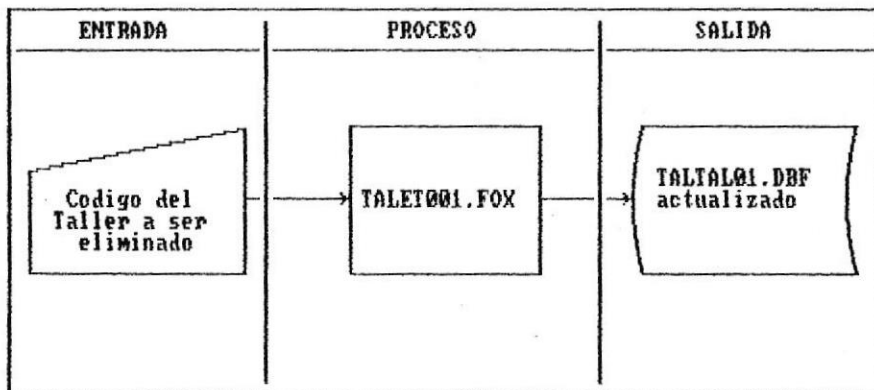 ENTRADA
PROCESO
SALIDA
Codigo del
Taller a ser
eliminado
TALET001.FOX
TALTAL01.DBF
actualizado